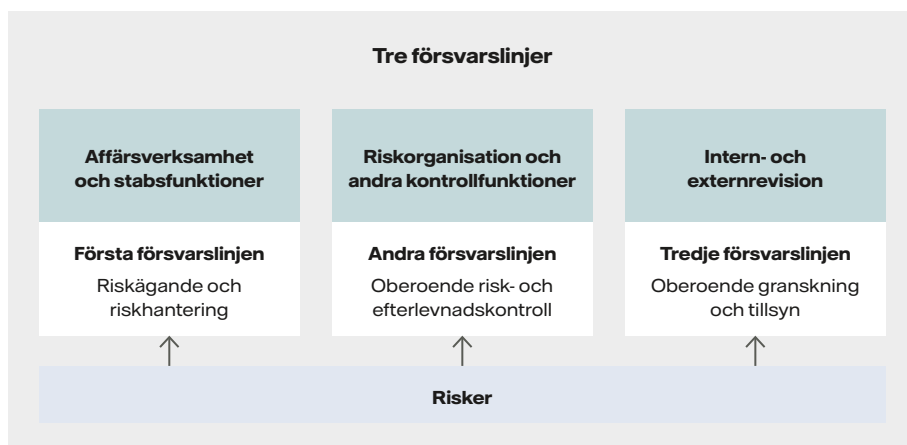 Tre försvarslinjer
Affärsverksamhet
och stabsfunktioner
Första försvarslinjen
Riskägande och
riskhantering
Riskorganisation och
andra kontrollfunktioner
Andra försvarslinjen
Oberoende risk- och
efterlevnadskontroll
Intern- och
externrevision
Tredje försvarslinjen
Oberoende granskning
och tillsyn
Risker